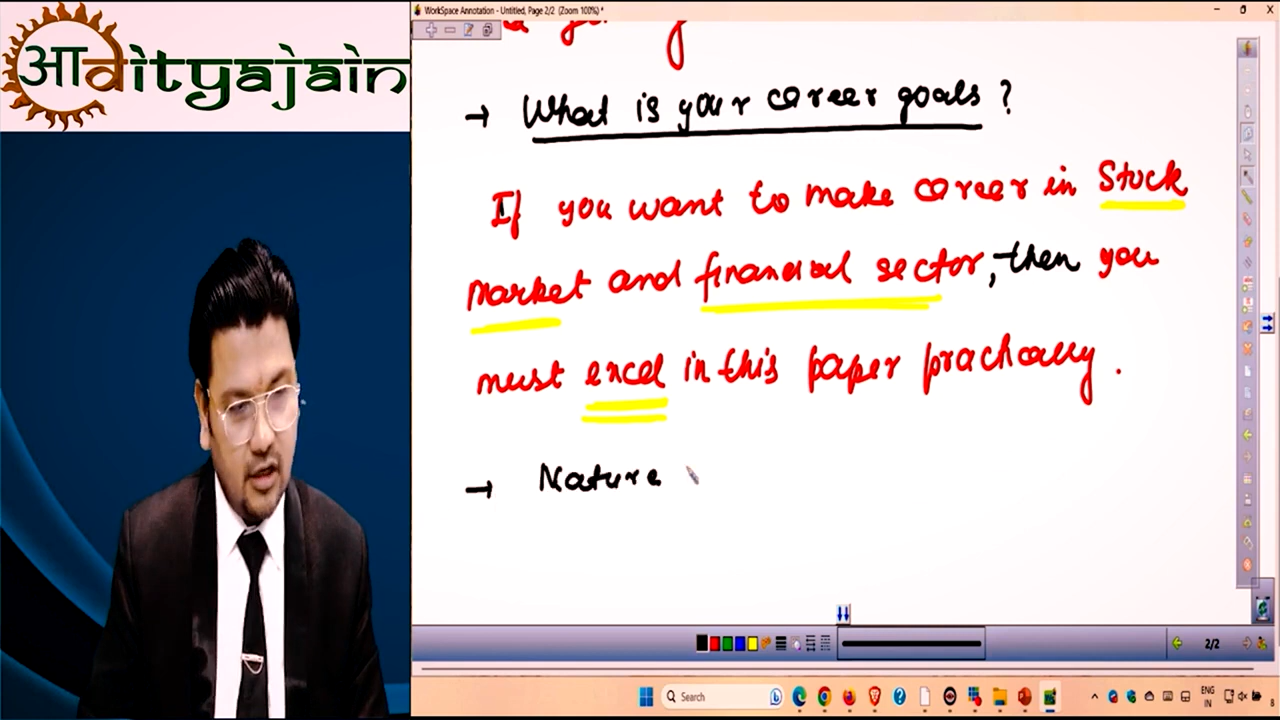 WorkSpace Annotation - Untitled, Page 2/2 (Zoom 100%) *
आdityajain
→ What is your career goals ?
If you want to make career in Stock
market and financial sector, then you
must excel in this paper practically.
→ Nature
2/2
Search
ENG
IN